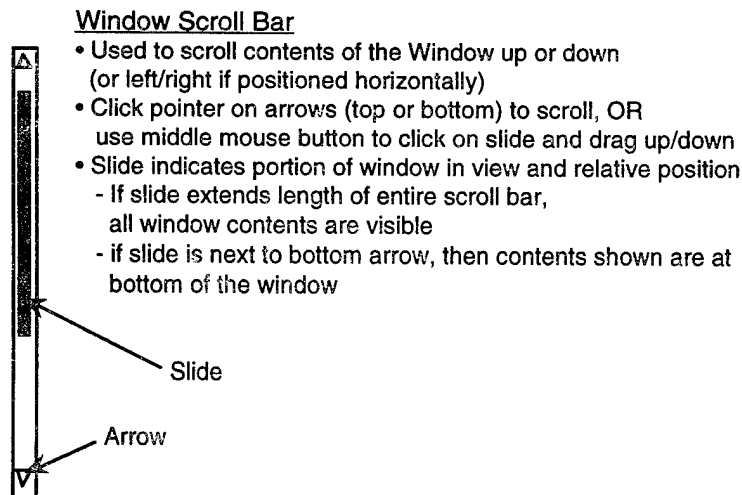 Window Scroll Bar
• Used to scroll contents of the Window up or down
(or left/right if positioned horizontally)
• Click pointer on arrows (top or bottom) to scroll, OR
use middle mouse button to click on slide and drag up/down
• Slide indicates portion of window in view and relative position
- If slide extends length of entire scroll bar,
all window contents are visible
- if slide is next to bottom arrow, then contents shown are at
bottom of the window
Slide
Arrow